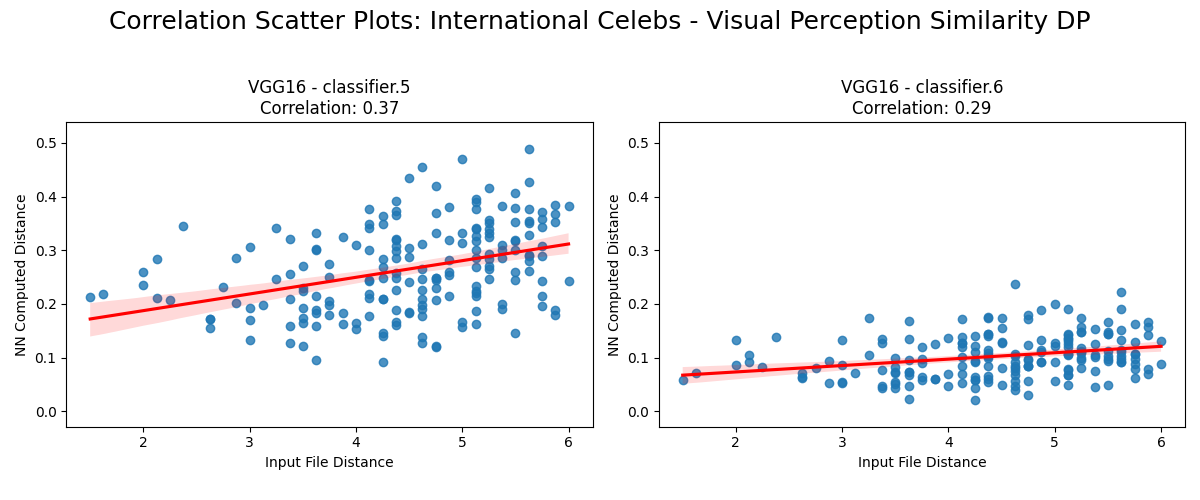 Correlation Scatter Plots: International Celebs - Visual Perception Similarity DP
VGG16 - classifier.5
Correlation: 0.37
NN Computed Distance
0.5
0.4
0.3
0.2
0.1
0.0
2 3 4 5 6
Input File Distance
VGG16 - classifier.6
Correlation: 0.29
NN Computed Distance
0.5
0.4
0.3
0.2
0.1
0.0
2 3 4 5 6
Input File Distance